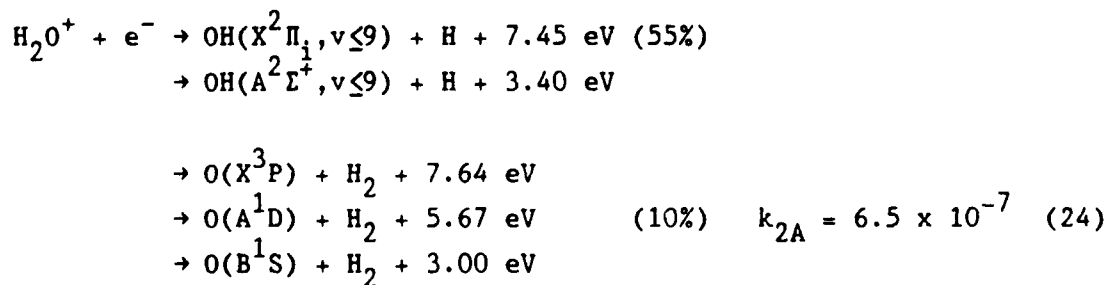 H₂O⁺ + e⁻ → OH(X²Πᵢ,v≤9) + H + 7.45 eV (55%)
→ OH(A²Σ⁺,v≤9) + H + 3.40 eV
→ O(X³P) + H₂ + 7.64 eV
→ O(A¹D) + H₂ + 5.67 eV (10%) k₂A = 6.5 x 10⁻⁷ (24)
→ O(B¹S) + H₂ + 3.00 eV